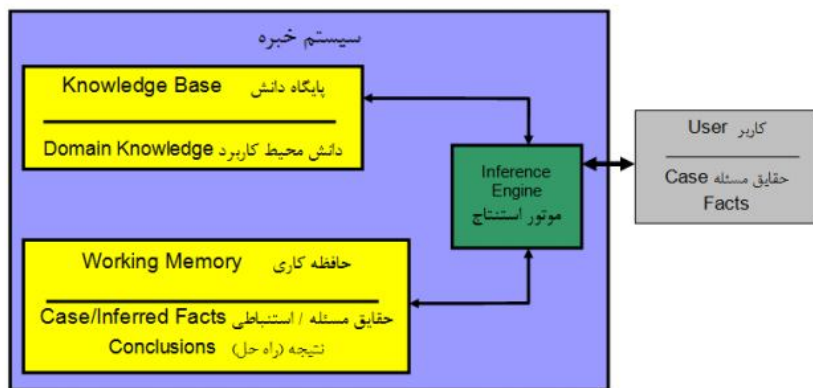 سیستم خبره
Knowledge Base پایگاه دانش
Domain Knowledge دانش محیط کاربرد
Inference
Engine
موتور استنتاج
User کاربر
Case حقایق مسئله
Facts
Working Memory حافظه کاری
Case/Inferred Facts حقایق مسئله / استنباطی
Conclusions نتیجه (راه حل)